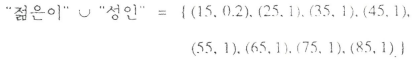 "젊은이" ∪ "성인" = { (15, 0.2), (25, 1), (35, 1), (45, 1),
(55, 1), (65, 1), (75, 1), (85, 1) }